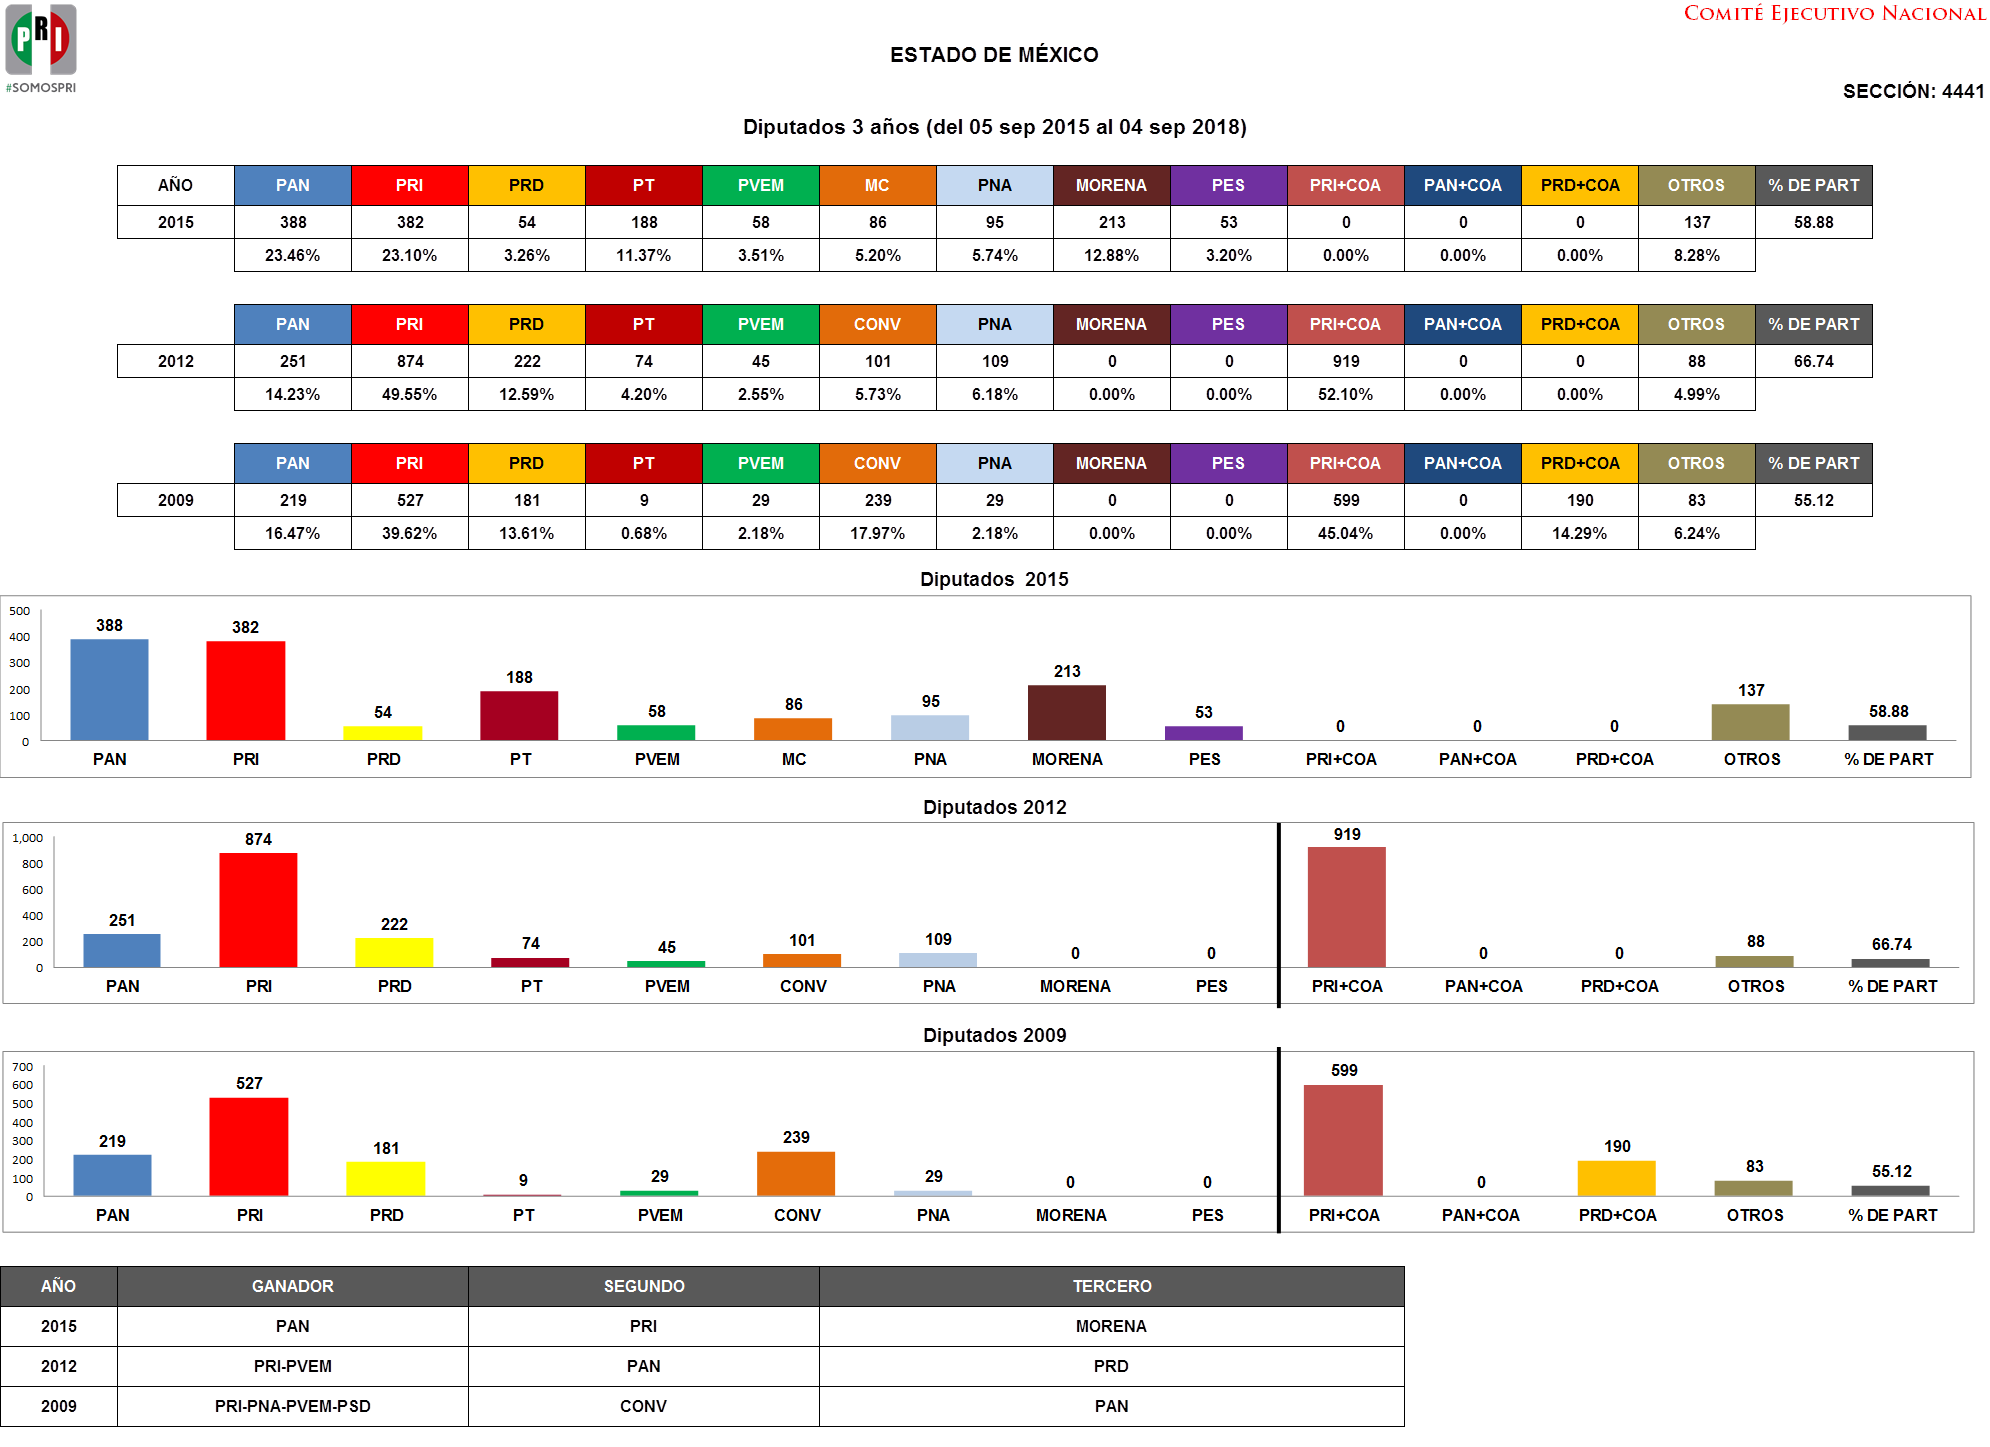 PRI
#SOMOSPRI
COMITÉ EJECUTIVO NACIONAL
ESTADO DE MÉXICO
SECCIÓN: 4441
Diputados 3 años (del 05 sep 2015 al 04 sep 2018)
AÑO PAN PRI PRD PT PVEM MC PNA MORENA PES PRI+COA PAN+COA PRD+COA OTROS % DE PART
2015 388 382 54 188 58 86 95 213 53 0 0 0 137 58.88
23.46% 23.10% 3.26% 11.37% 3.51% 5.20% 5.74% 12.88% 3.20% 0.00% 0.00% 0.00% 8.28%
PAN PRI PRD PT PVEM CONV PNA MORENA PES PRI+COA PAN+COA PRD+COA OTROS % DE PART
2012 251 874 222 74 45 101 109 0 0 919 0 0 88 66.74
14.23% 49.55% 12.59% 4.20% 2.55% 5.73% 6.18% 0.00% 0.00% 52.10% 0.00% 0.00% 4.99%
PAN PRI PRD PT PVEM CONV PNA MORENA PES PRI+COA PAN+COA PRD+COA OTROS % DE PART
2009 219 527 181 9 29 239 29 0 0 599 0 190 83 55.12
16.47% 39.62% 13.61% 0.68% 2.18% 17.97% 2.18% 0.00% 0.00% 45.04% 0.00% 14.29% 6.24%
Diputados 2015
500
400
300
200
100
0
388 382 54 188 58 86 95 213 53 0 0 0 137 58.88
PAN PRI PRD PT PVEM MC PNA MORENA PES PRI+COA PAN+COA PRD+COA OTROS % DE PART
Diputados 2012
1,000
800
600
400
200
0
251 874 222 74 45 101 109 0 0 919 0 0 88 66.74
PAN PRI PRD PT PVEM CONV PNA MORENA PES PRI+COA PAN+COA PRD+COA OTROS % DE PART
Diputados 2009
700
600
500
400
300
200
100
0
219 527 181 9 29 239 29 0 0 599 0 190 83 55.12
PAN PRI PRD PT PVEM CONV PNA MORENA PES PRI+COA PAN+COA PRD+COA OTROS % DE PART
AÑO GANADOR SEGUNDO TERCERO
2015 PAN PRI MORENA
2012 PRI-PVEM PAN PRD
2009 PRI-PNA-PVEM-PSD CONV PAN